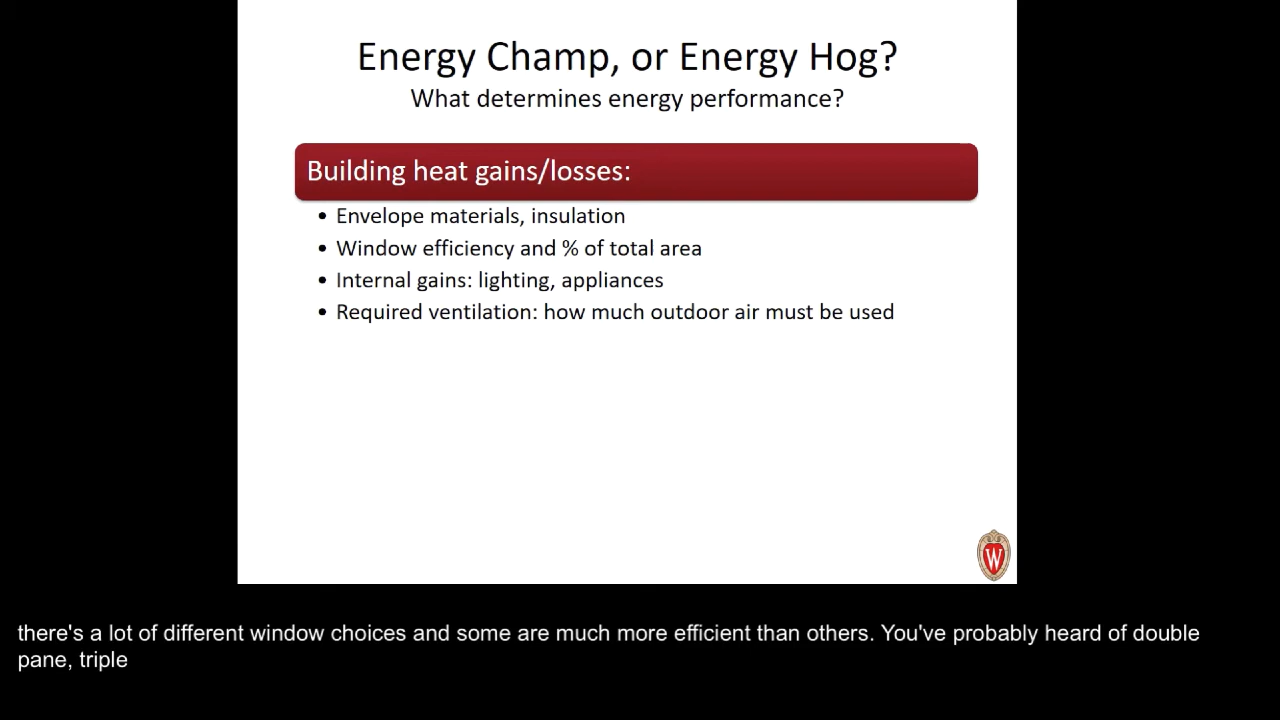 Energy Champ, or Energy Hog?
What determines energy performance?
Building heat gains/losses:
• Envelope materials, insulation
• Window efficiency and % of total area
• Internal gains: lighting, appliances
• Required ventilation: how much outdoor air must be used
W
there's a lot of different window choices and some are much more efficient than others. You've probably heard of double
pane, triple